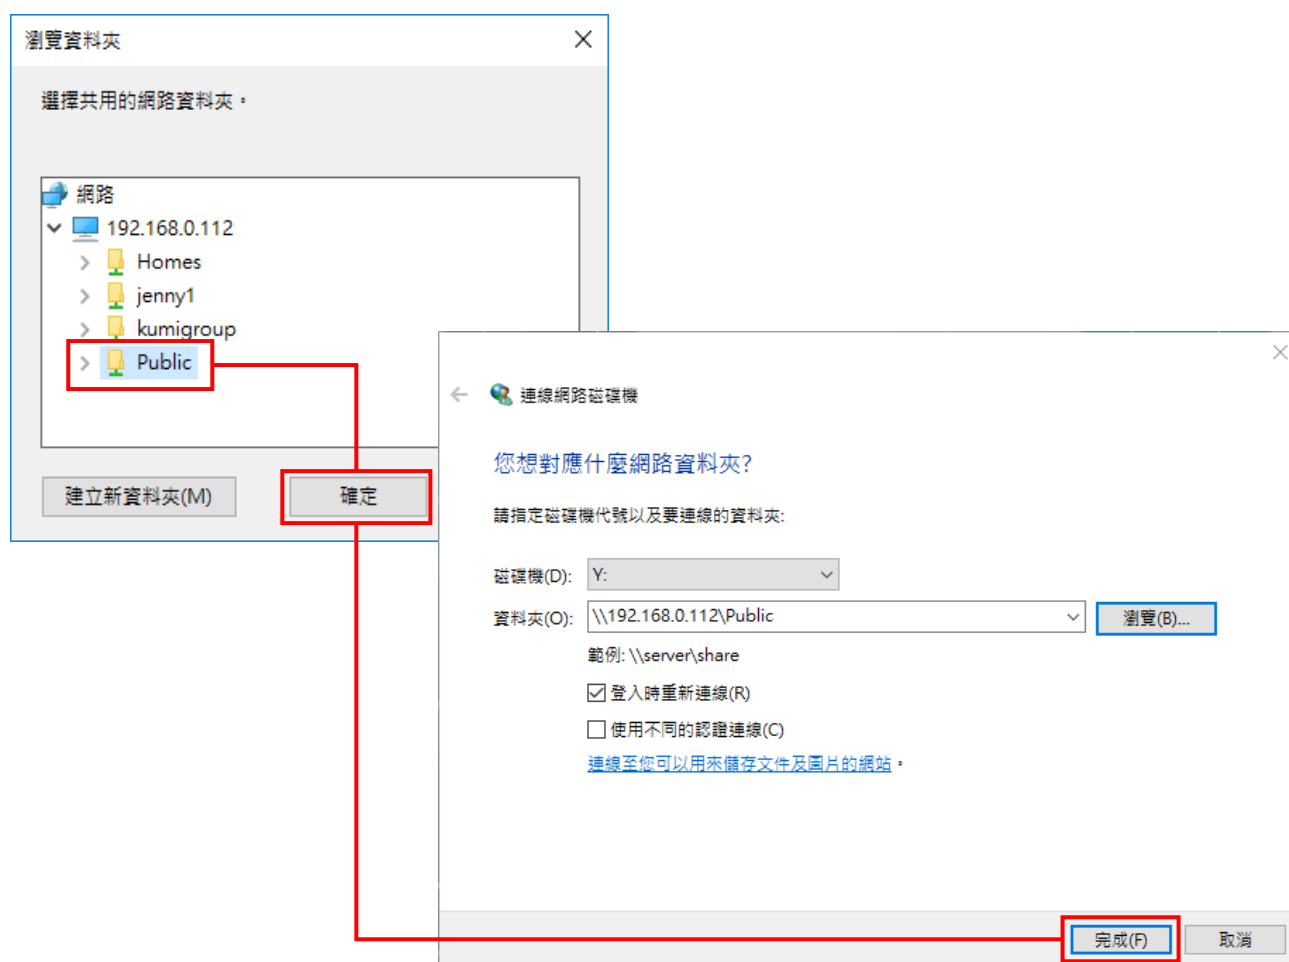 瀏覽資料夾
選擇共用的網路資料夾。
網路
192.168.0.112
Homes
jenny1
kumigroup
Public
建立新資料夾(M)
確定
連線網路磁碟機
您想對應什麼網路資料夾?
請指定磁碟機代號以及要連線的資料夾:
磁碟機(D): Y:
資料夾(O): \\192.168.0.112\Public 瀏覽(B)...
範例: \\server\share
登入時重新連線(R)
使用不同的認證連線(C)
連線至您可以用來儲存文件及圖片的網站。
完成(F) 取消